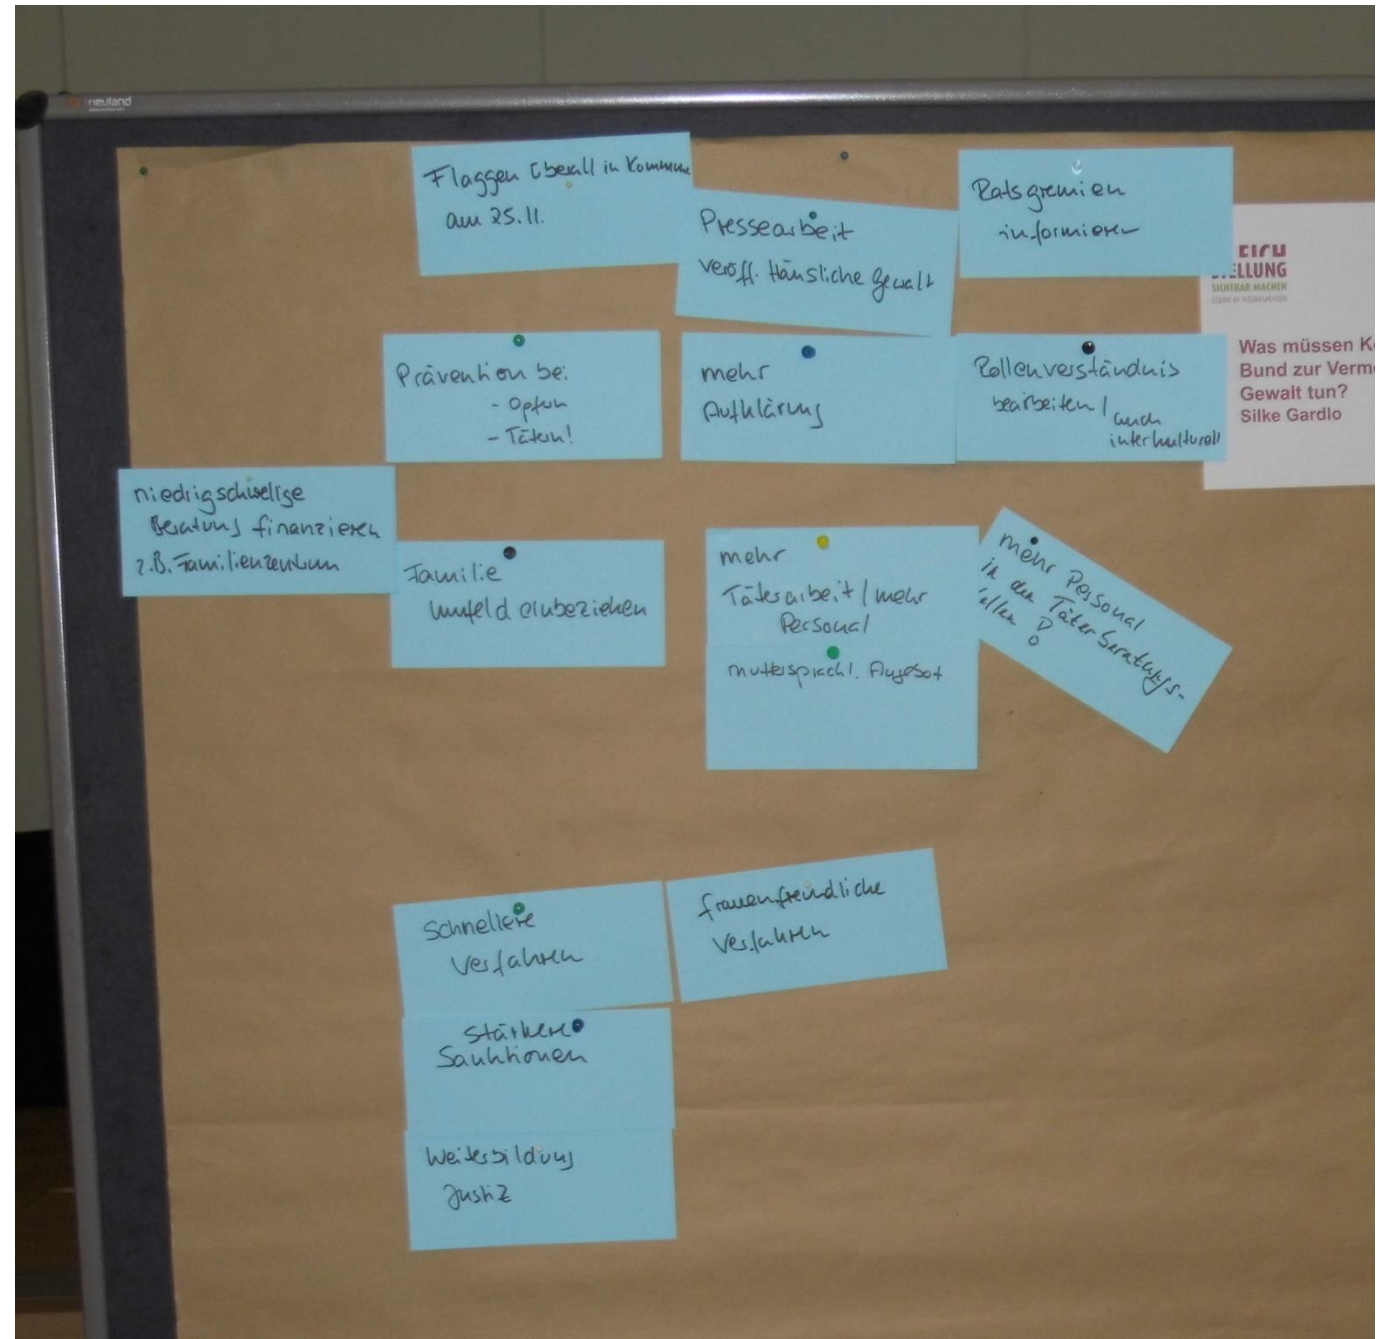 neuland
Flaggen Überall in Kommune
am 25.11.
Pressearbeit
veröff. Häusliche Gewalt
Ratsgremien
informieren
STELLUNG
SICHTBAR MACHEN
Was müssen K
Bund zur Verm
Gewalt tun?
Silke Gardlo
Prävention bei
- Opfern
- Tätern!
mehr
Aufklärung
Rollenverständnis
bearbeiten / auch
interkulturell
niedrigschwellige
Beratung finanzieren
z.B. Familienzentrum
Familie
Umfeld einbeziehen
mehr
Täterarbeit / mehr
Personal
muttersprachl. Angebot
mehr Personal
in den Täterberatungs-
stellen !
Schnellere
Verfahren
frauenfreundliche
Verfahren
stärkere
Sanktionen
Weiterbildung
Justiz